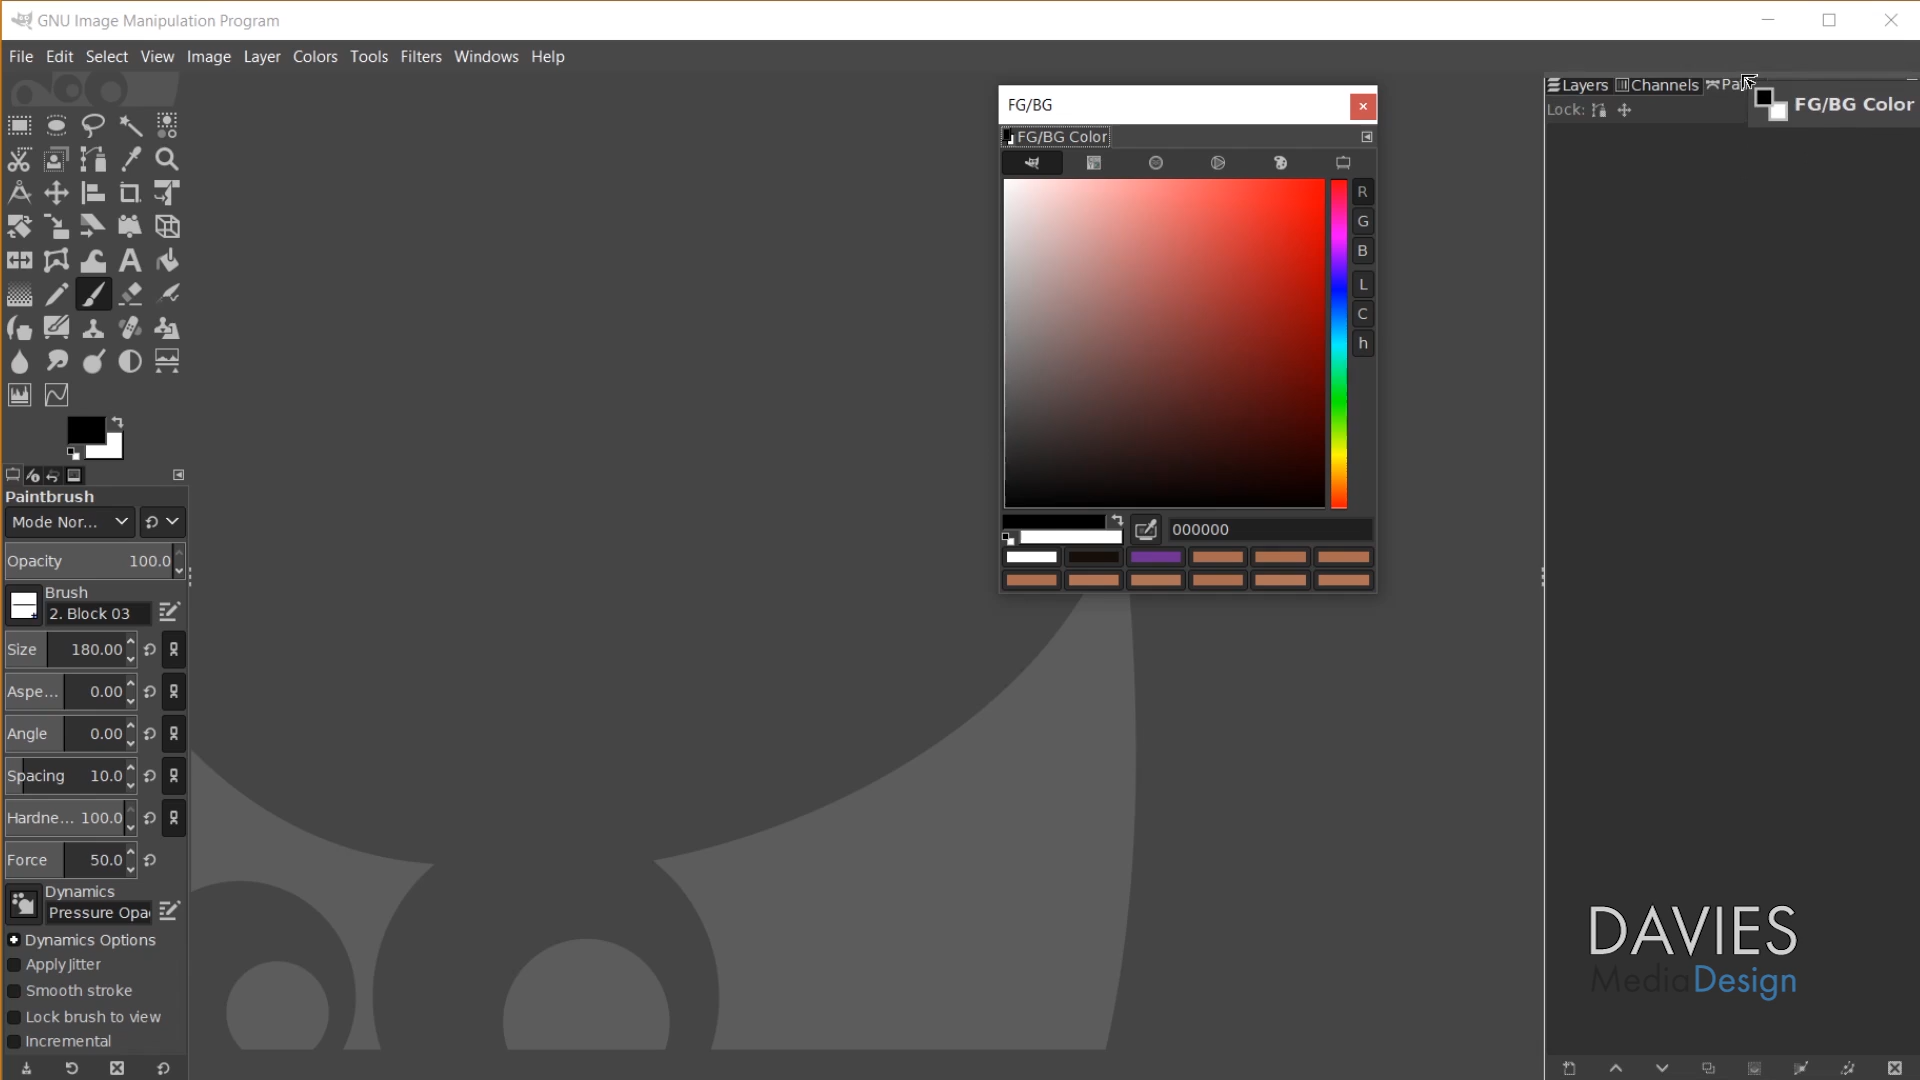 GNU Image Manipulation Program
File Edit Select View Image Layer Colors Tools Filters Windows Help
FG/BG
FG/BG Color
R
G
B
L
C
h
000000
Layers Channels
FG/BG Color
Lock:
Paintbrush
Mode Nor...
Opacity 100.0
Brush
2. Block 03
Size 180.00
Aspe... 0.00
Angle 0.00
Spacing 10.0
Hardne... 100.0
Force 50.0
Dynamics
Pressure Opa
Dynamics Options
Apply Jitter
Smooth stroke
Lock brush to view
Incremental
DAVIES
MediaDesign